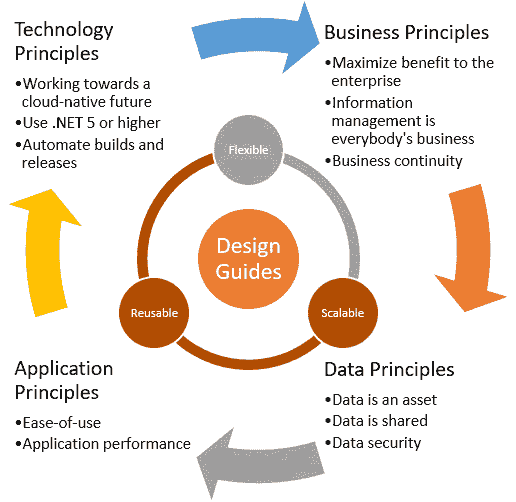 Technology
Principles
•Working towards a
cloud-native future
•Use .NET 5 or higher
•Automate builds and
releases
Business Principles
•Maximize benefit to the
enterprise
•Information
management is
everybody's business
•Business continuity
Flexible
Design
Guides
Reusable
Scalable
Application
Principles
•Ease-of-use
•Application performance
Data Principles
•Data is an asset
•Data is shared
•Data security